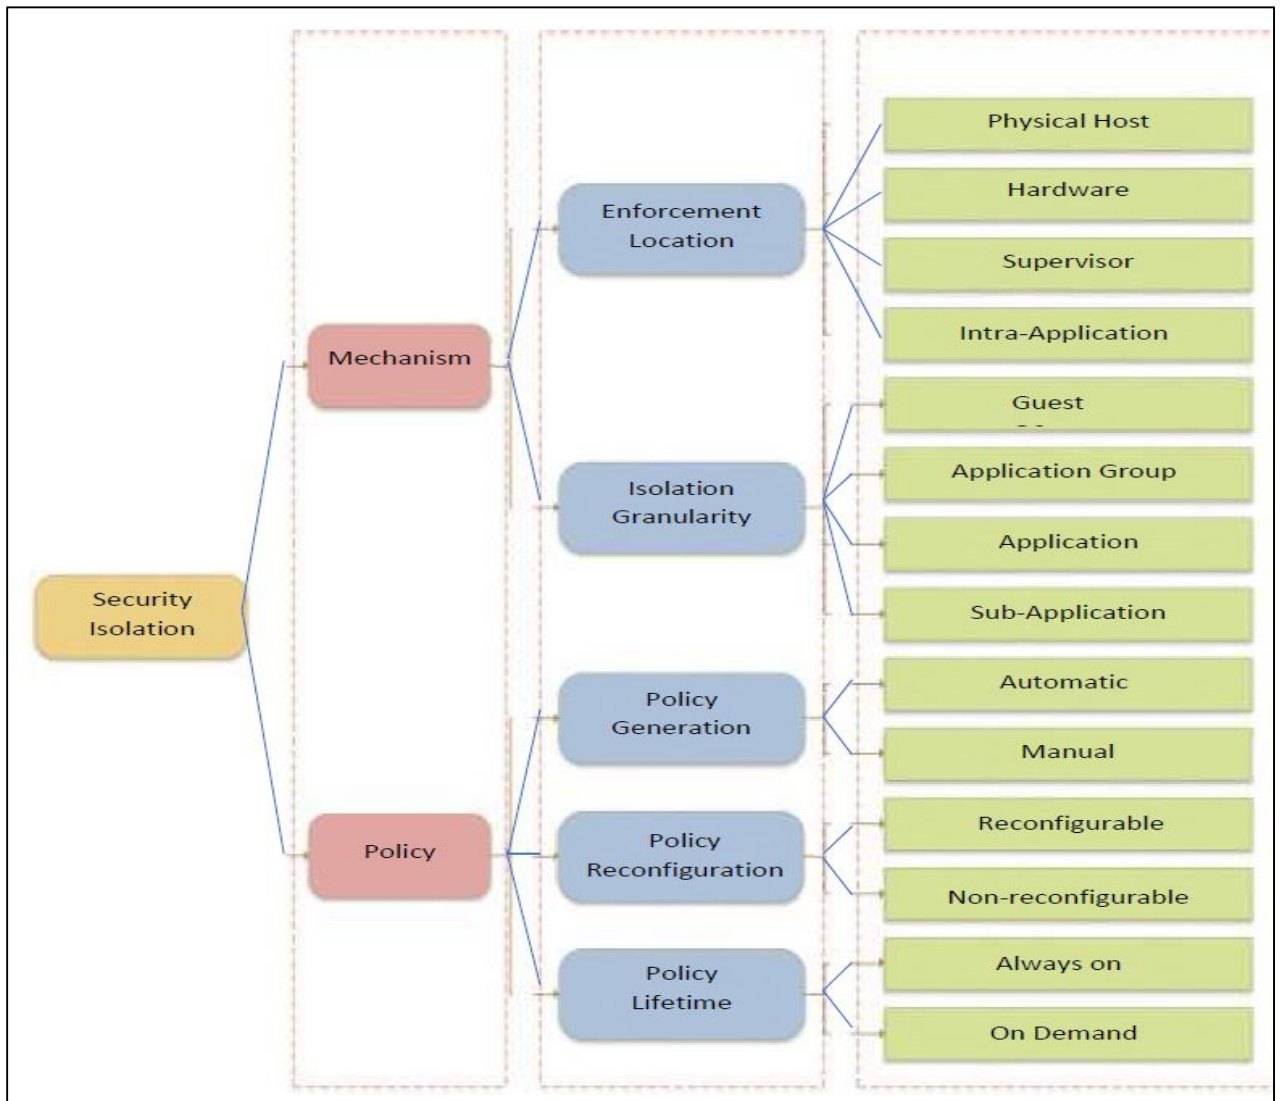 Physical Host
Hardware
Enforcement
Location
Supervisor
Mechanism
Intra-Application
Guest
Application Group
Isolation
Granularity
Application
Security
Isolation
Sub-Application
Automatic
Policy
Generation
Manual
Reconfigurable
Policy
Policy
Reconfiguration
Non-reconfigurable
Always on
Policy
Lifetime
On Demand